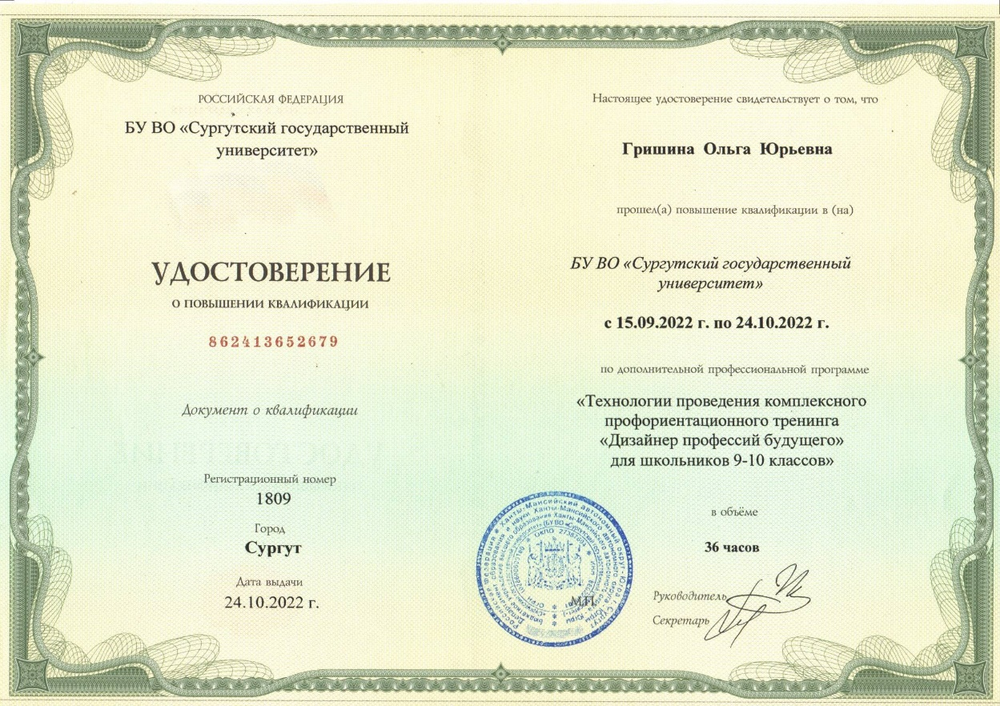 РОССИЙСКАЯ ФЕДЕРАЦИЯ
БУ ВО «Сургутский государственный
университет»
УДОСТОВЕРЕНИЕ
О ПОВЫШЕНИИ КВАЛИФИКАЦИИ
862413652679
Документ о квалификации
Регистрационный номер
1809
Город
Сургут
Дата выдачи
24.10.2022 г.
Настоящее удостоверение свидетельствует о том, что
Гришина Ольга Юрьевна
прошел(а) повышение квалификации в (на)
БУ ВО «Сургутский государственный
университет»
с 15.09.2022 г. по 24.10.2022 г.
по дополнительной профессиональной программе
«Технологии проведения комплексного
профориентационного тренинга
«Дизайнер профессий будущего»
для школьников 9-10 классов»
в объёме
36 часов
М.П.
Руководитель
Секретарь